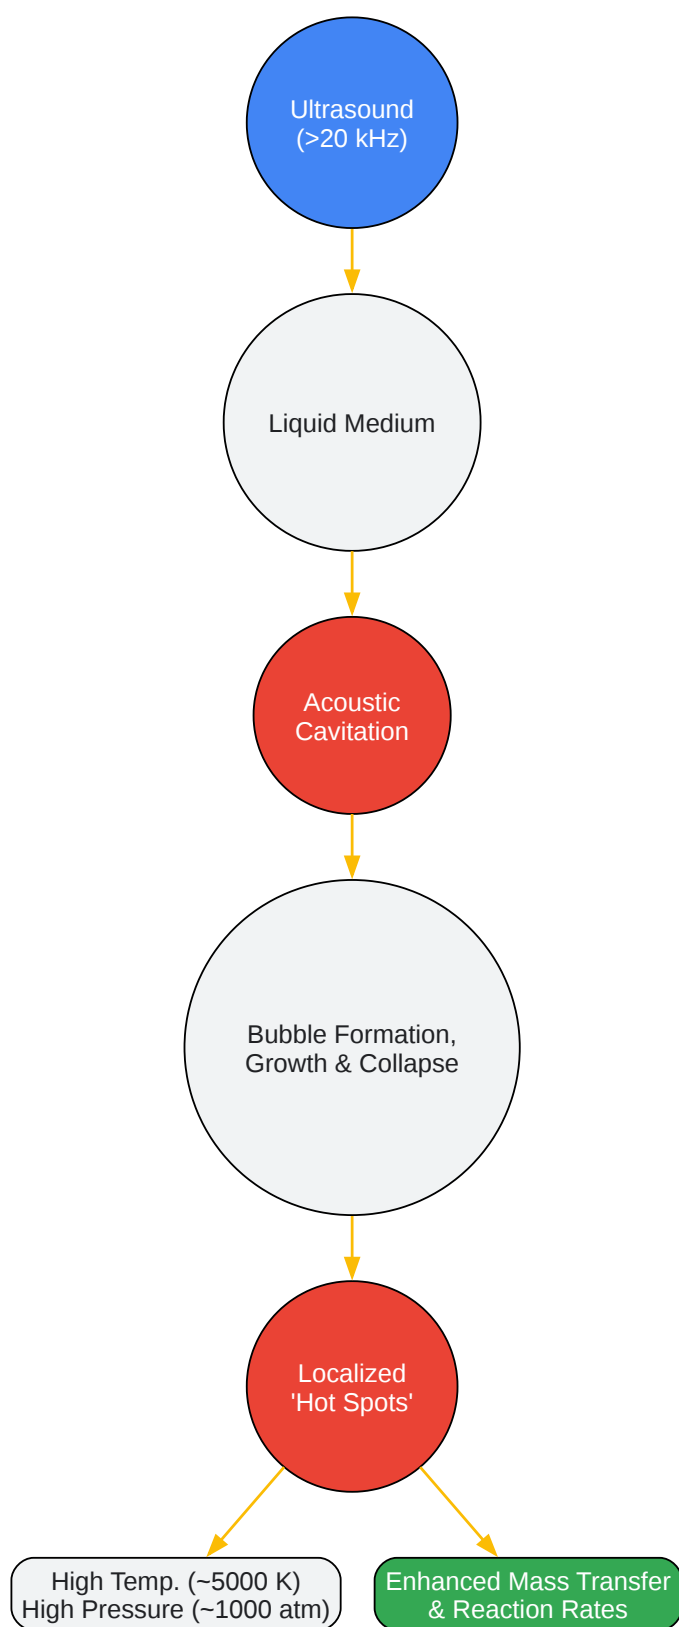 Ultrasound
(>20 kHz)
Liquid Medium
Acoustic
Cavitation
Bubble Formation,
Growth & Collapse
Localized
'Hot Spots'
High Temp. (~5000 K)
High Pressure (~1000 atm)
Enhanced Mass Transfer
& Reaction Rates